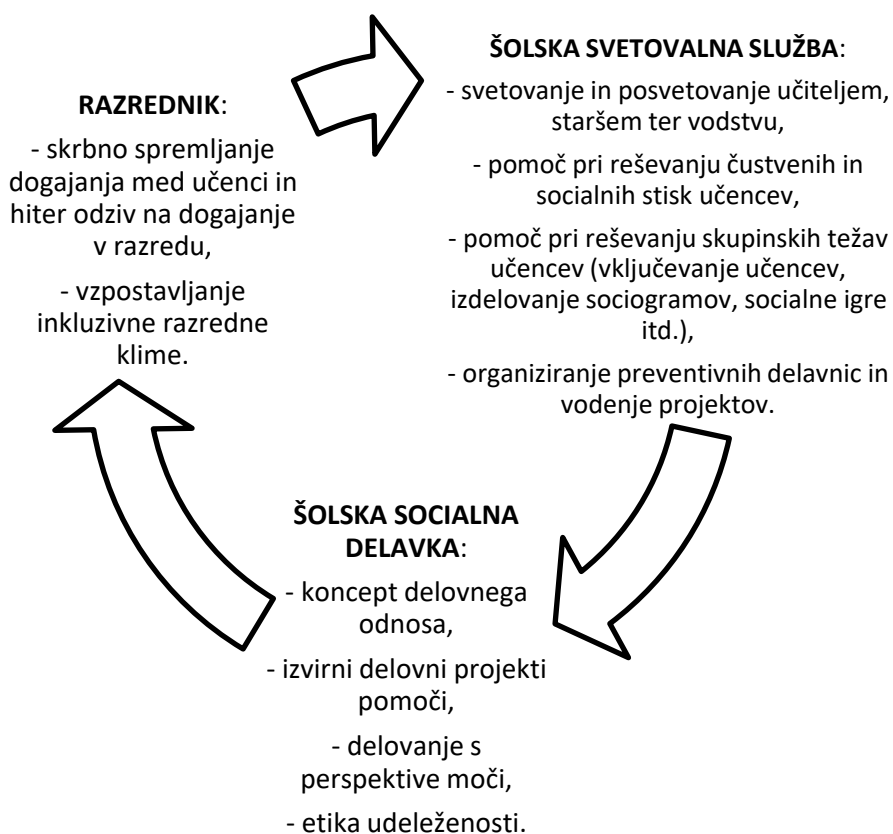 RAZREDNIK:
- skrbno spremljanje
dogajanja med učenci in
hiter odziv na dogajanje
v razredu,
- vzpostavljanje
inkluzivne razredne
klime.
ŠOLSKA SVETOVALNA SLUŽBA:
- svetovanje in posvetovanje učiteljem,
staršem ter vodstvu,
- pomoč pri reševanju čustvenih in
socialnih stisk učencev,
- pomoč pri reševanju skupinskih težav
učencev (vključevanje učencev,
izdelovanje sociogramov, socialne igre
itd.),
- organiziranje preventivnih delavnic in
vodenje projektov.
ŠOLSKA SOCIALNA
DELAVKA:
- koncept delovnega
odnosa,
- izvirni delovni projekti
pomoči,
- delovanje s
perspektive moči,
- etika udeleženosti.